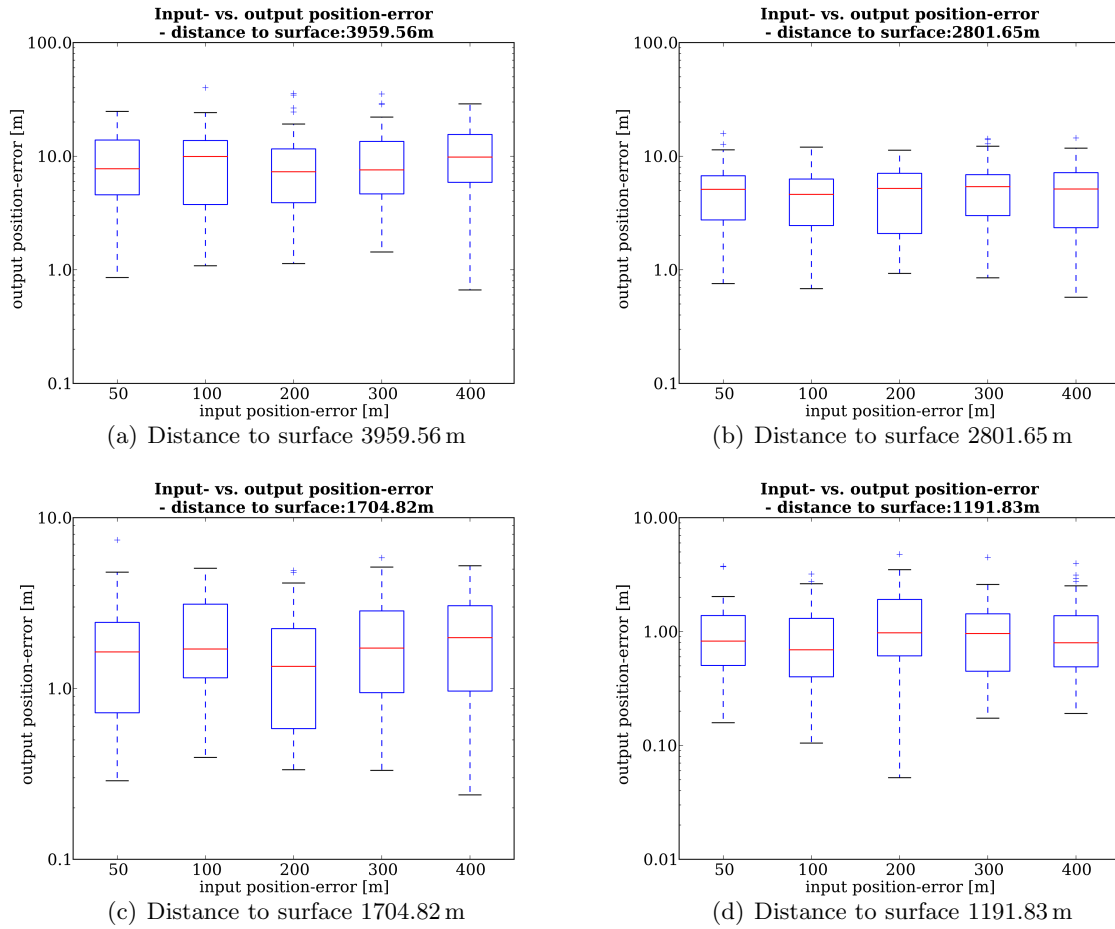 Input- vs. output position-error
- distance to surface:3959.56m
100.0
10.0
1.0
0.1
output position-error [m]
50 100 200 300 400
input position-error [m]
(a) Distance to surface 3959.56 m
Input- vs. output position-error
- distance to surface:2801.65m
100.0
10.0
1.0
0.1
output position-error [m]
50 100 200 300 400
input position-error [m]
(b) Distance to surface 2801.65 m
Input- vs. output position-error
- distance to surface:1704.82m
10.0
1.0
0.1
output position-error [m]
50 100 200 300 400
input position-error [m]
(c) Distance to surface 1704.82 m
Input- vs. output position-error
- distance to surface:1191.83m
10.00
1.00
0.10
0.01
output position-error [m]
50 100 200 300 400
input position-error [m]
(d) Distance to surface 1191.83 m